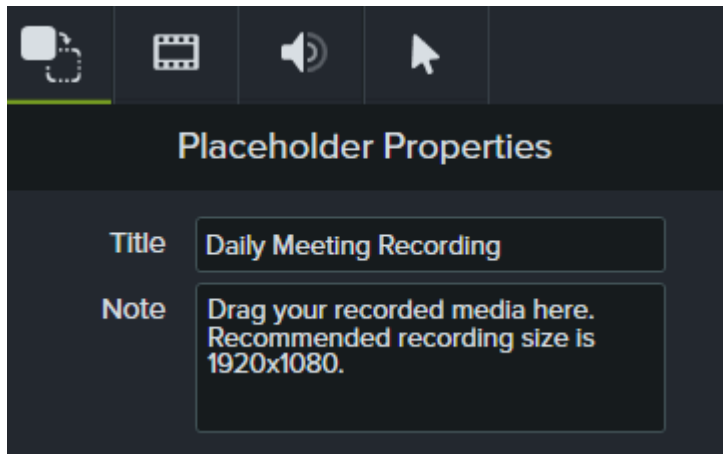 Placeholder Properties
Title
Daily Meeting Recording
Note
Drag your recorded media here.
Recommended recording size is
1920x1080.